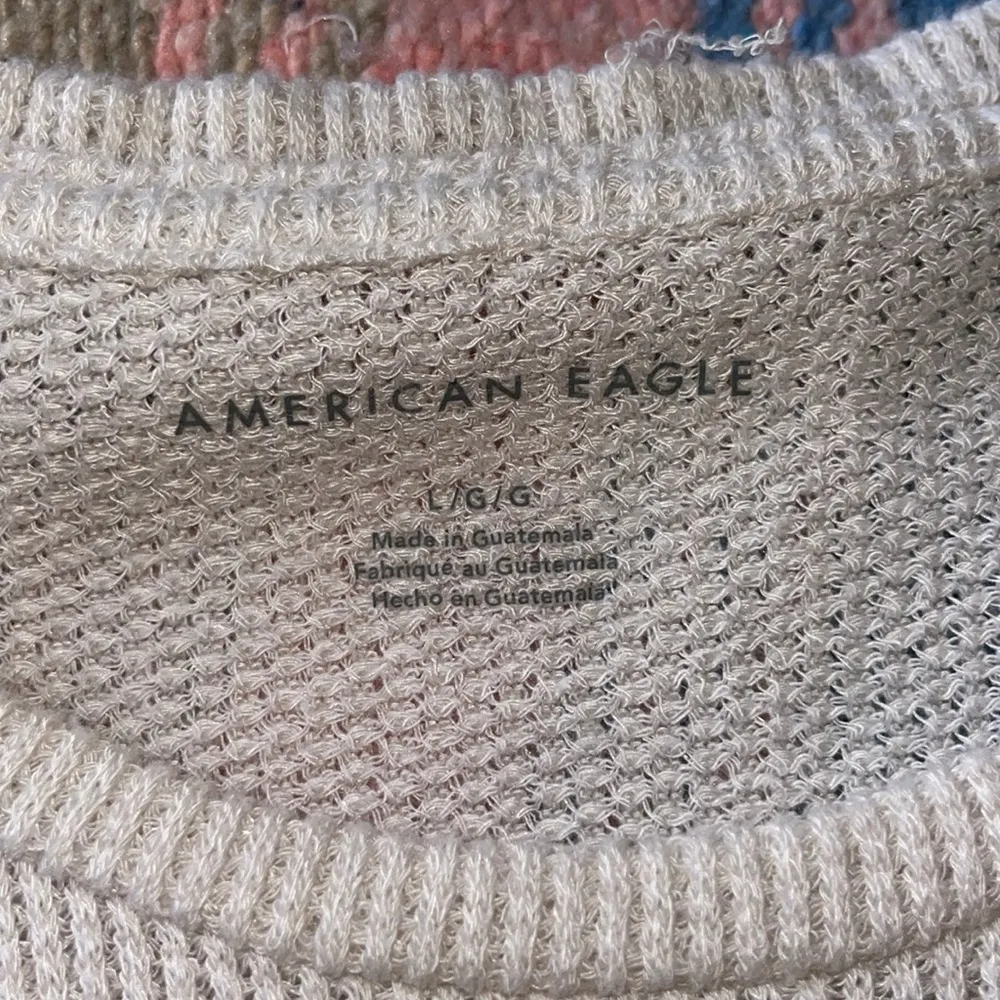 AMERICAN EAGLE
L/G/G
Made in Guatemala
Fabriqué au Guatemala
Hecho en Guatemala